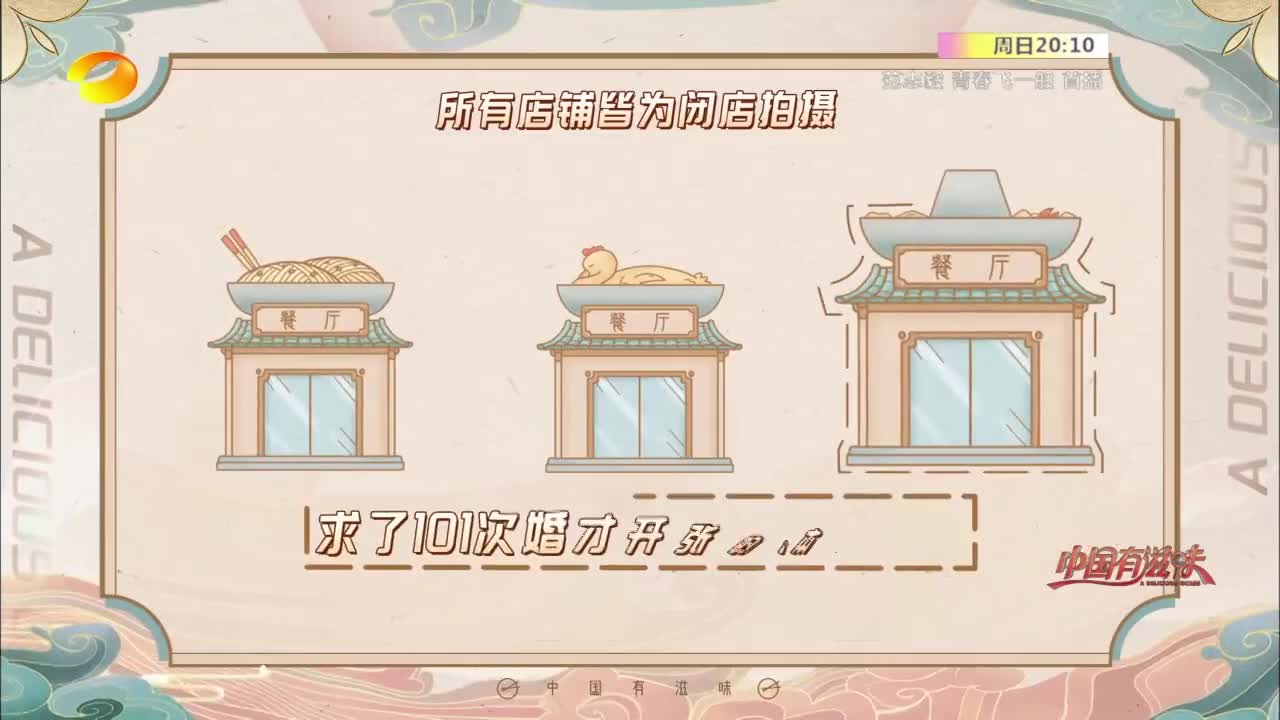 周日20:10
所有店铺皆为闭店拍摄
餐厅
餐厅
餐厅
A DELICIOUS
A DELICIOUS
求了101次婚才开张
中国有滋味
中国有滋味